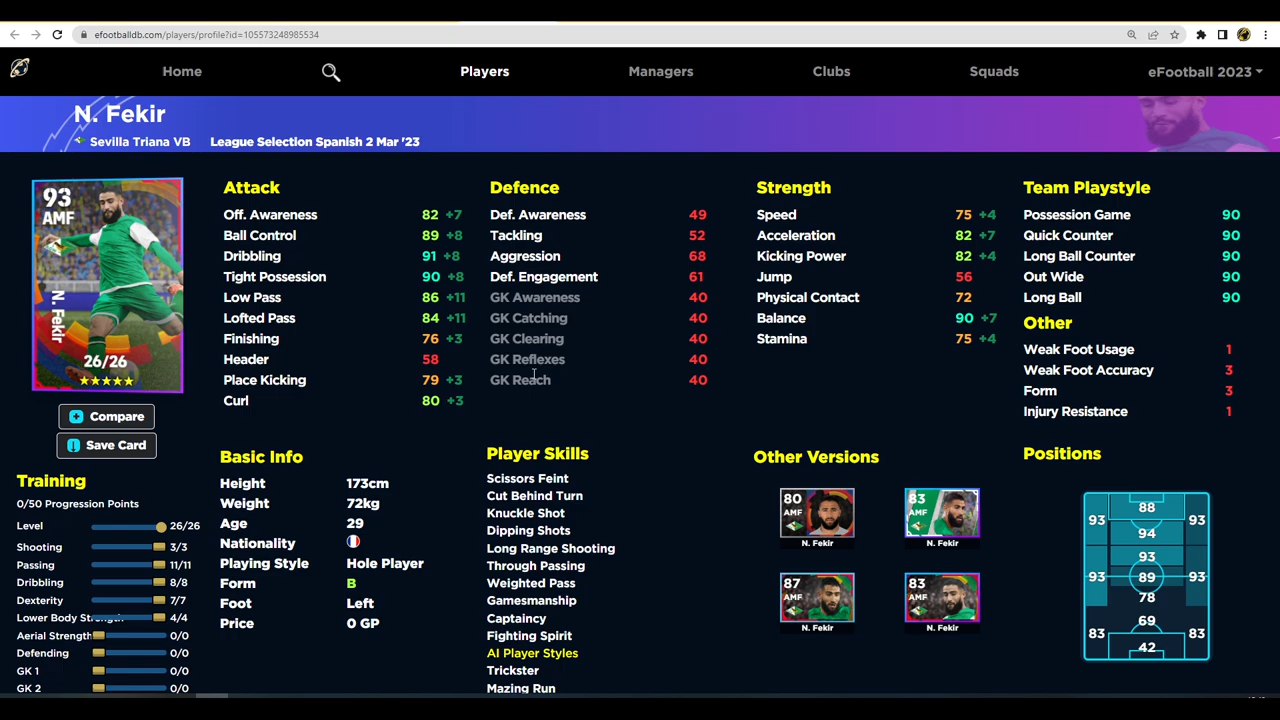 efootballdb.com/players/profile?id=105573248985534
Home
Players
Managers
Clubs
Squads
eFootball 2023
N. Fekir
Sevilla Triana VB League Selection Spanish 2 Mar '23
93
AMF
N. Fekir
26/26
Compare
Save Card
Training
0/50 Progression Points
Level 26/26
Shooting 3/3
Passing 11/11
Dribbling 8/8
Dexterity 7/7
Lower Body Strength 4/4
Aerial Strength 0/0
Defending 0/0
GK 1 0/0
GK 2 0/0
Attack
Off. Awareness 82 +7
Ball Control 89 +8
Dribbling 91 +8
Tight Possession 90 +8
Low Pass 86 +11
Lofted Pass 84 +11
Finishing 76 +3
Header 58
Place Kicking 79 +3
Curl 80 +3
Defence
Def. Awareness 49
Tackling 52
Aggression 68
Def. Engagement 61
GK Awareness 40
GK Catching 40
GK Clearing 40
GK Reflexes 40
GK Reach 40
Strength
Speed 75 +4
Acceleration 82 +7
Kicking Power 82 +4
Jump 56
Physical Contact 72
Balance 90 +7
Stamina 75 +4
Team Playstyle
Possession Game 90
Quick Counter 90
Long Ball Counter 90
Out Wide 90
Long Ball 90
Other
Weak Foot Usage 1
Weak Foot Accuracy 3
Form 3
Injury Resistance 1
Basic Info
Height 173cm
Weight 72kg
Age 29
Nationality
Playing Style Hole Player
Form B
Foot Left
Price 0 GP
Player Skills
Scissors Feint
Cut Behind Turn
Knuckle Shot
Dipping Shots
Long Range Shooting
Through Passing
Weighted Pass
Gamesmanship
Captaincy
Fighting Spirit
AI Player Styles
Trickster
Mazing Run
Other Versions
80
AMF
N. Fekir
83
AMF
N. Fekir
87
AMF
N. Fekir
83
AMF
N. Fekir
Positions
88
93 93
94
93
93 89 93
78
69
83 83
42